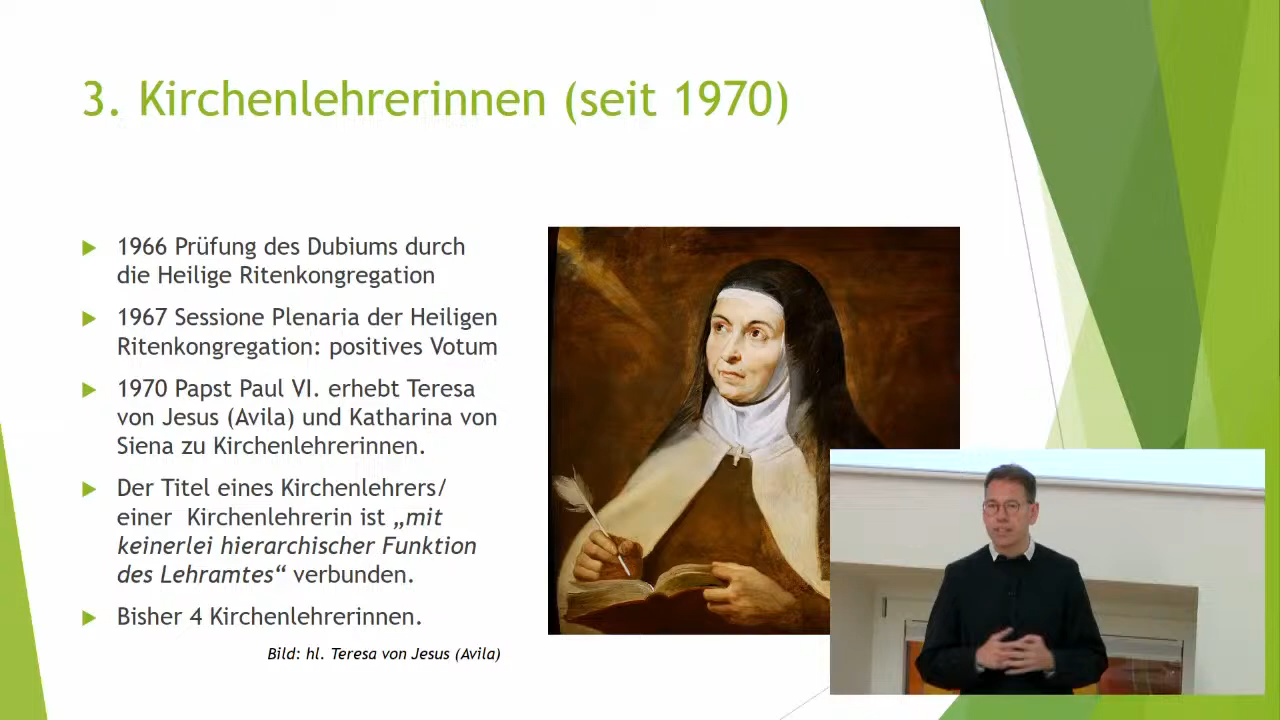 3. Kirchenlehrerinnen (seit 1970)
1966 Prüfung des Dubiums durch
die Heilige Ritenkongregation
1967 Sessione Plenaria der Heiligen
Ritenkongregation: positives Votum
1970 Papst Paul VI. erhebt Teresa
von Jesus (Avila) und Katharina von
Siena zu Kirchenlehrerinnen.
Der Titel eines Kirchenlehrers/
einer  Kirchenlehrerin ist „mit
keinerlei hierarchischer Funktion
des Lehramtes“ verbunden.
Bisher 4 Kirchenlehrerinnen.
Bild: hl. Teresa von Jesus (Avila)